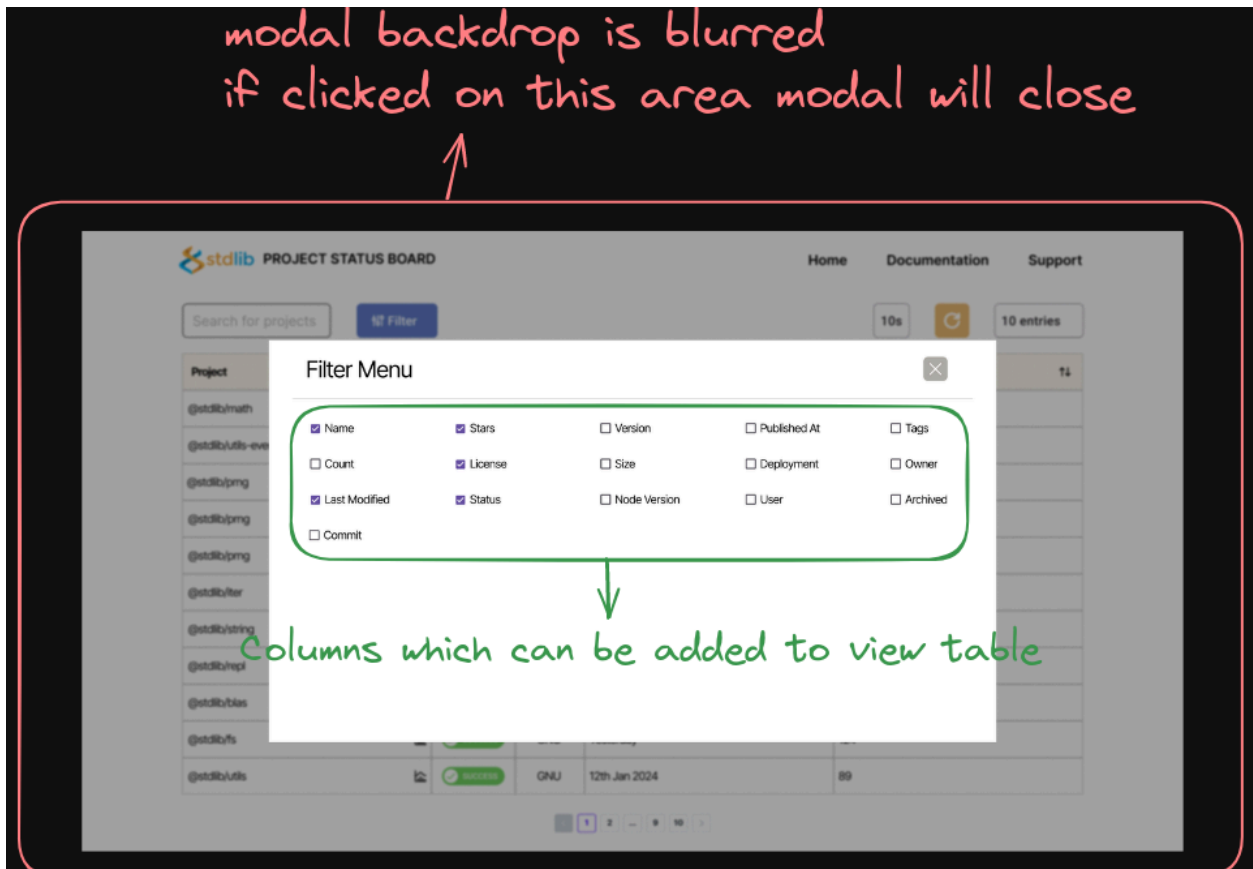 modal backdrop is blurred
if clicked on this area modal will close
stdlib PROJECT STATUS BOARD Home Documentation Support
Search for projects Filter 10s 10 entries
Project
Filter Menu
@stdlib/math
Name Stars Version Published At Tags
@stdlib/utils-eve
Count License Size Deployment Owner
@stdlib/prng
Last Modified Status Node Version User Archived
@stdlib/prng
Commit
@stdlib/prng
@stdlib/iter
@stdlib/string
Columns which can be added to view table
@stdlib/repl
@stdlib/blas
@stdlib/fs
@stdlib/utils SUCCESS GNU 12th Jan 2024 89
1 2 ... 9 10